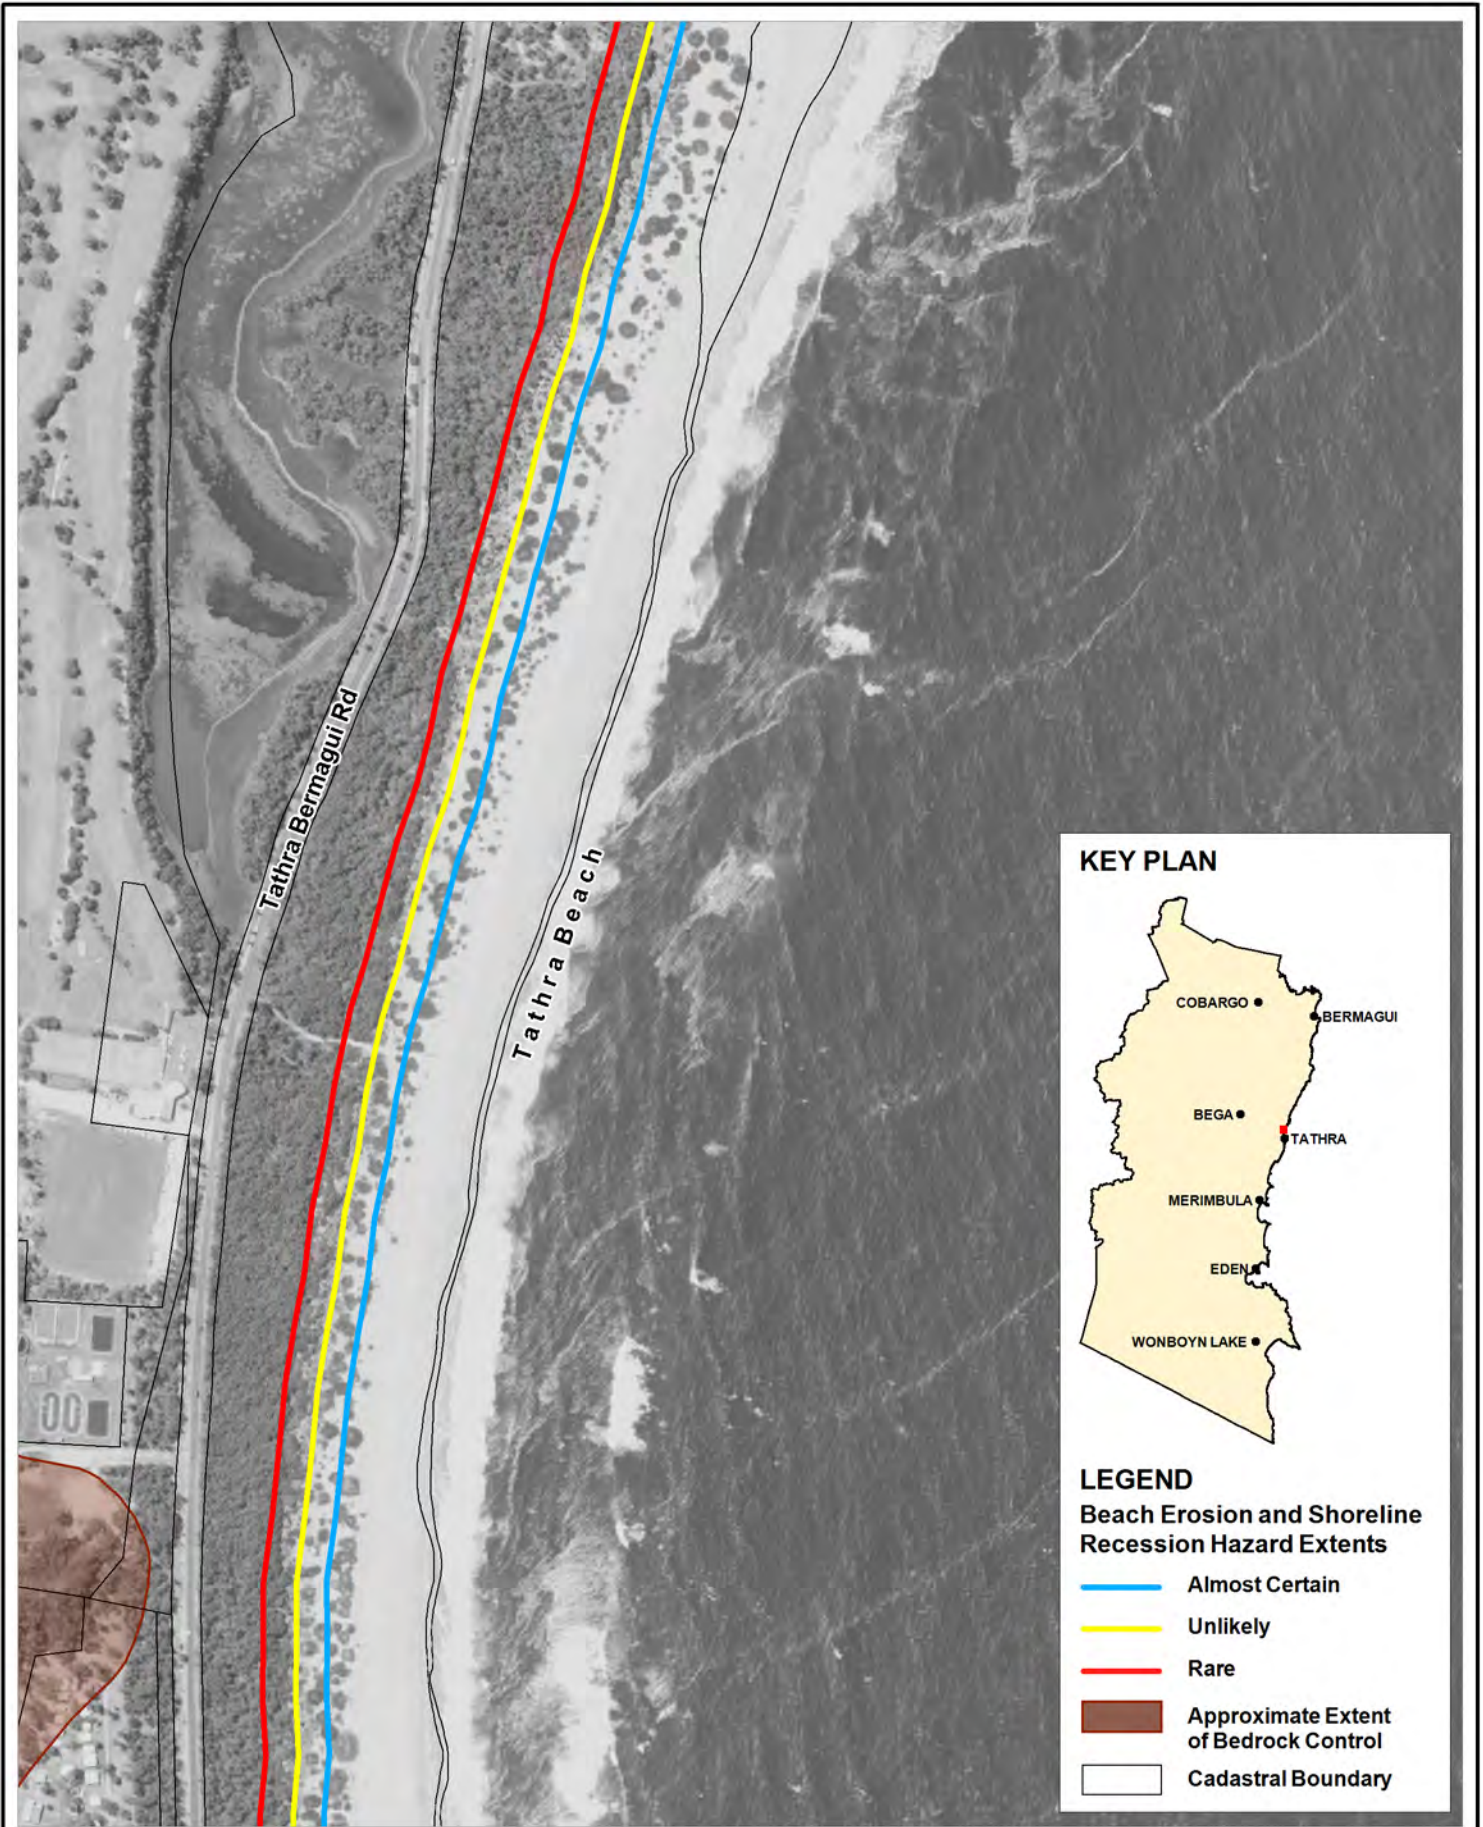 Tathra Bermagui Rd
Tathra Beach
KEY PLAN
COBARGO
BERMAGUI
BEGA
TATHRA
MERIMBULA
EDEN
WONBOYN LAKE
LEGEND
Beach Erosion and Shoreline
Recession Hazard Extents
Almost Certain
Unlikely
Rare
Approximate Extent
of Bedrock Control
Cadastral Boundary